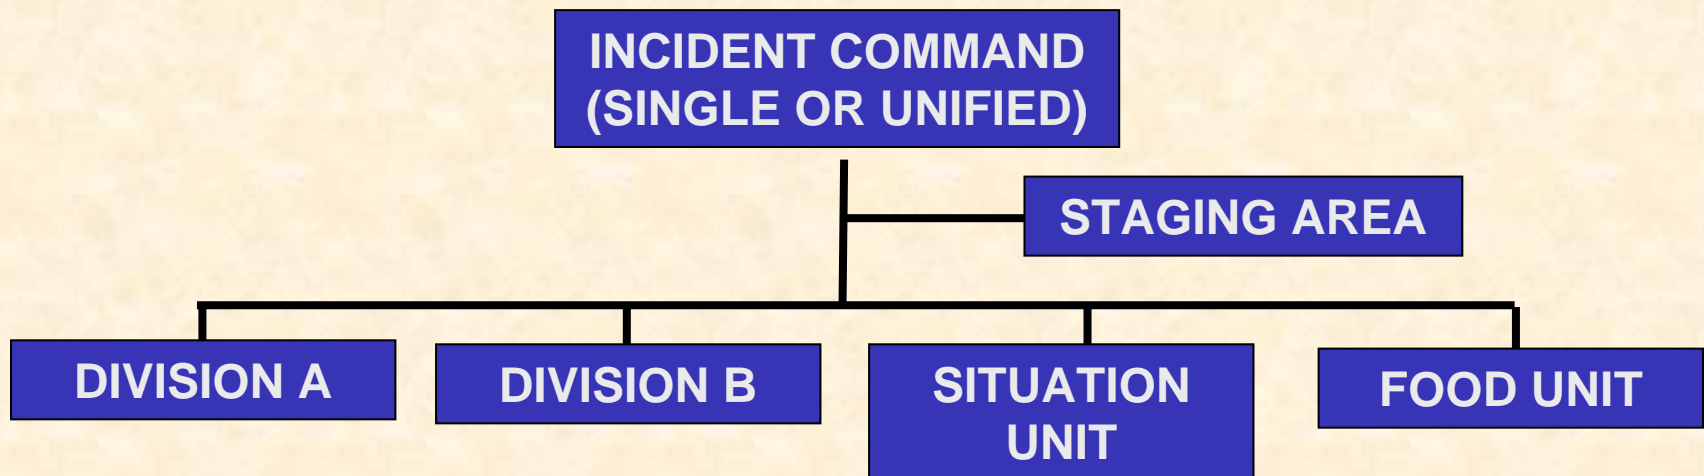 INCIDENT COMMAND
(SINGLE OR UNIFIED)
STAGING AREA
DIVISION A
DIVISION B
SITUATION
UNIT
FOOD UNIT